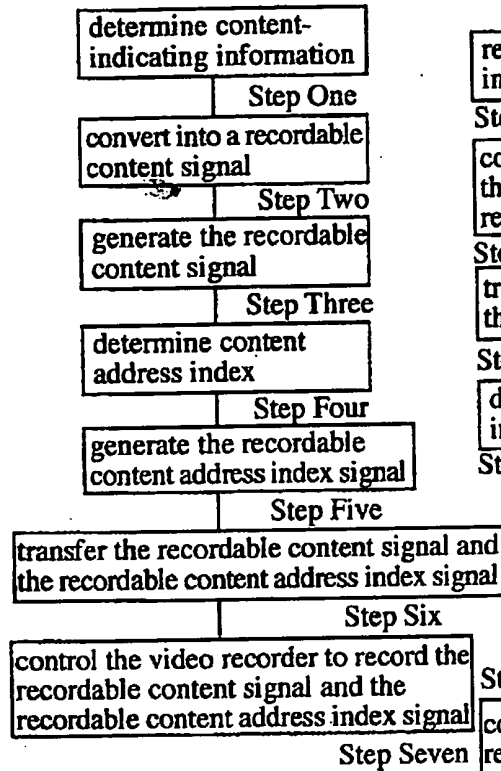 determine content-
indicating information
Step One
convert into a recordable
content signal
Step Two
generate the recordable
content signal
Step Three
determine content
address index
Step Four
generate the recordable
content address index signal
Step Five
transfer the recordable content signal and
the recordable content address index signal
Step Six
control the video recorder to record the
recordable content signal and the
recordable content address index signal
Step Seven